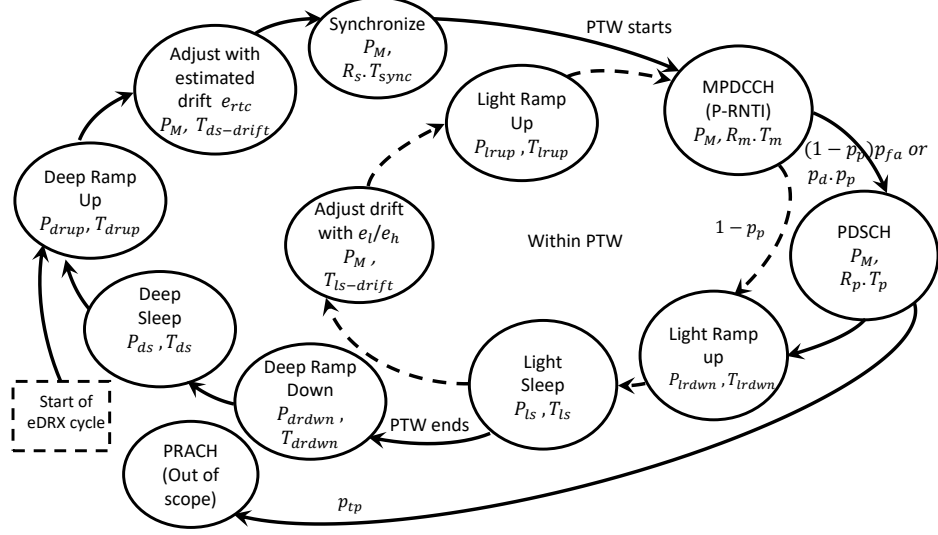 Synchronize
P_M,
R_s.T_sync
PTW starts
Adjust with
estimated
drift e_rtc
P_M, T_ds−drift
Light Ramp
Up
P_lrup , T_lrup
MPDCCH
(P-RNTI)
P_M, R_m. T_m
(1 − p_p)p_fa or
p_d. p_p
Deep Ramp
Up
P_drup, T_drup
Adjust drift
with e_l/e_h
P_M ,
T_ls−drift
Within PTW
1 − p_p
PDSCH
P_M,
R_p. T_p
Deep
Sleep
P_ds , T_ds
Light Ramp
up
P_lrdwn , T_lrdwn
Light
Sleep
P_ls , T_ls
Deep Ramp
Down
P_drdwn ,
T_drdwn
PTW ends
Start of
eDRX cycle
PRACH
(Out of
scope)
p_tp